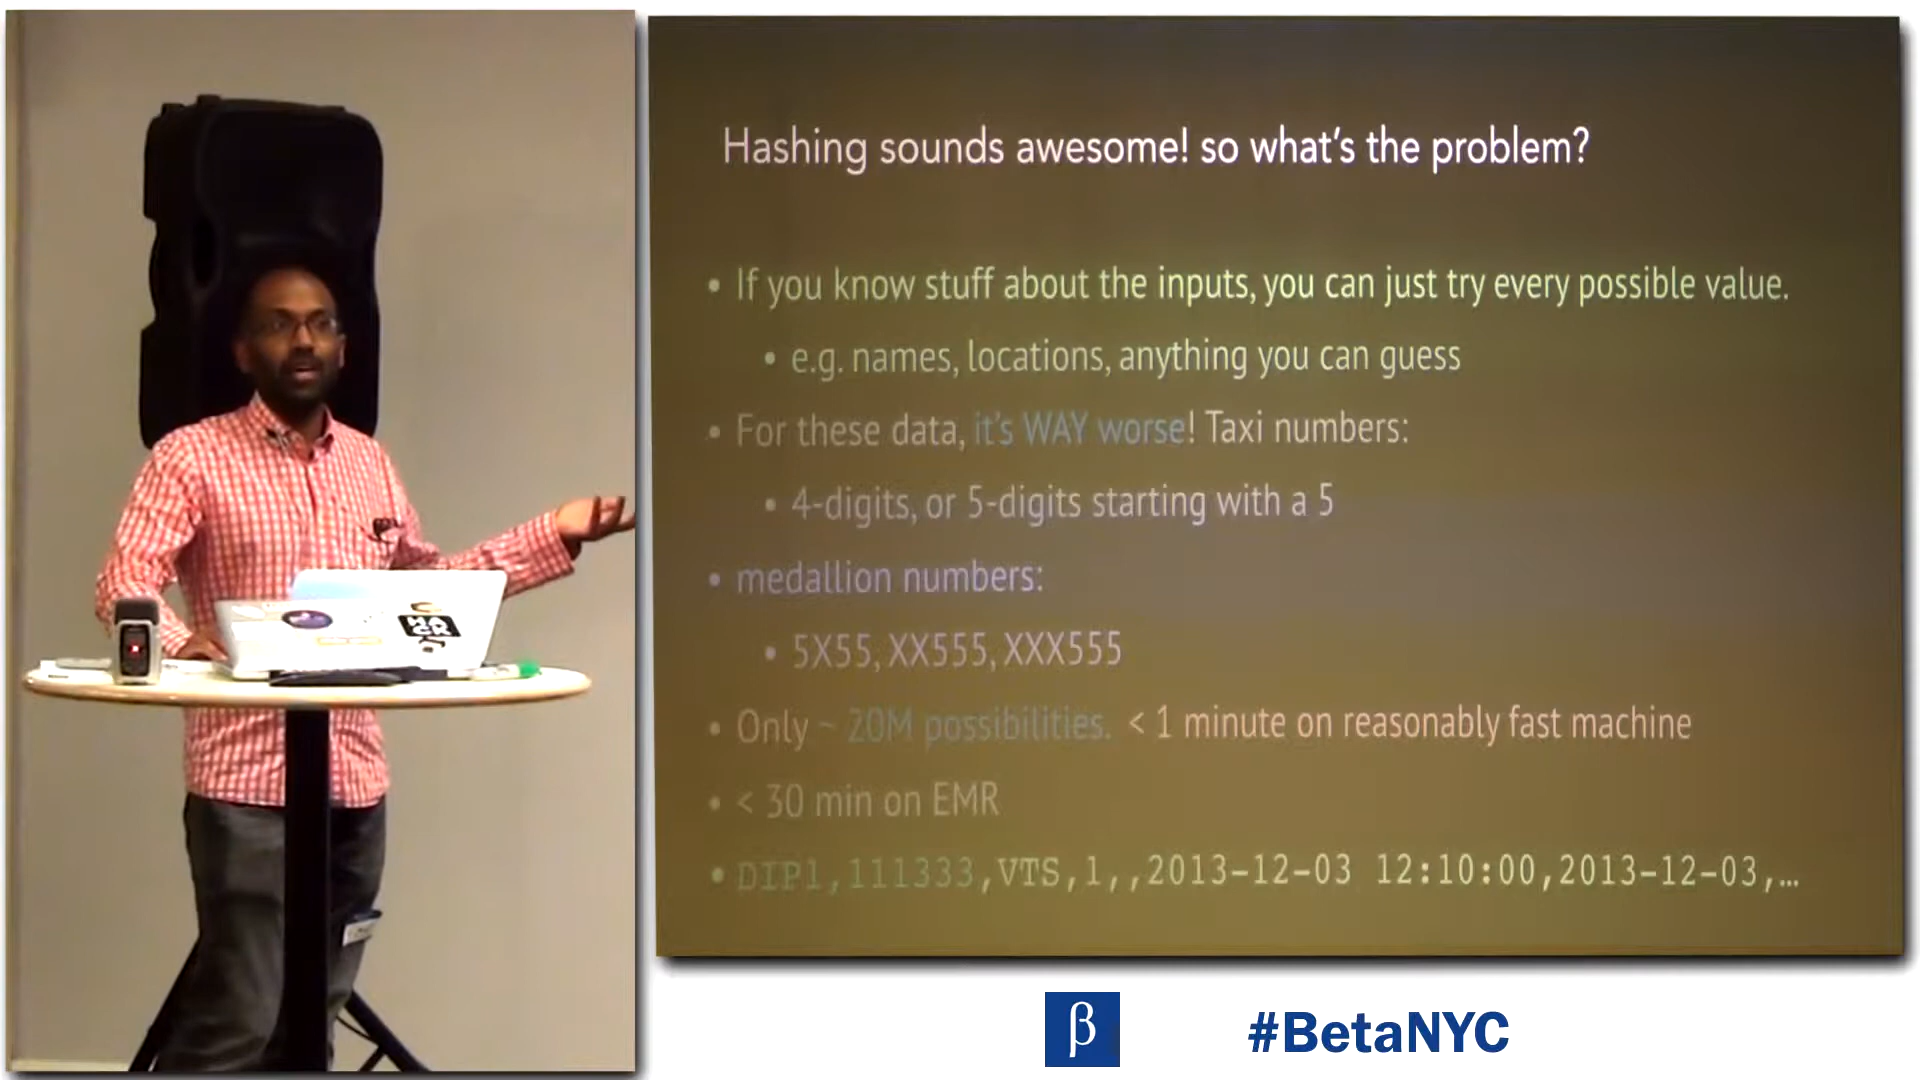 Hashing sounds awesome! so what's the problem?
• If you know stuff about the inputs, you can just try every possible value.
• e.g. names, locations, anything you can guess
• For these data, it's WAY worse! Taxi numbers:
• 4-digits, or 5-digits starting with a 5
• medallion numbers:
• 5X55, XX555, XXX555
• Only ~ 20M possibilities. < 1 minute on reasonably fast machine
• < 30 min on EMR
• DIP1,111333,VTS,1,,2013-12-03 12:10:00,2013-12-03,…
HACK
β
#BetaNYC